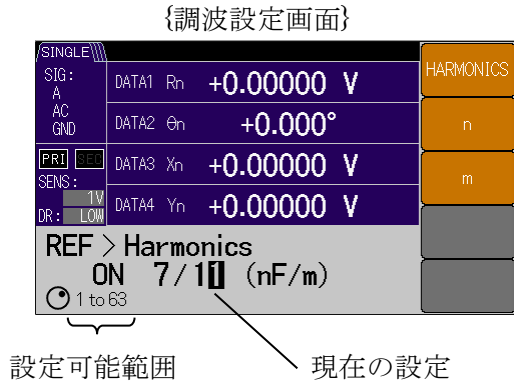 {調波設定画面}
SINGLE
SIG:
A
AC
GND
DATA1 Rn +0.00000 V
DATA2 θn +0.000°
DATA3 Xn +0.00000 V
DATA4 Yn +0.00000 V
PRI SEC
SENS:
1V
DR: LOW
HARMONICS
n
m
REF > Harmonics
ON 7/11 (nF/m)
1 to 63
設定可能範囲
現在の設定